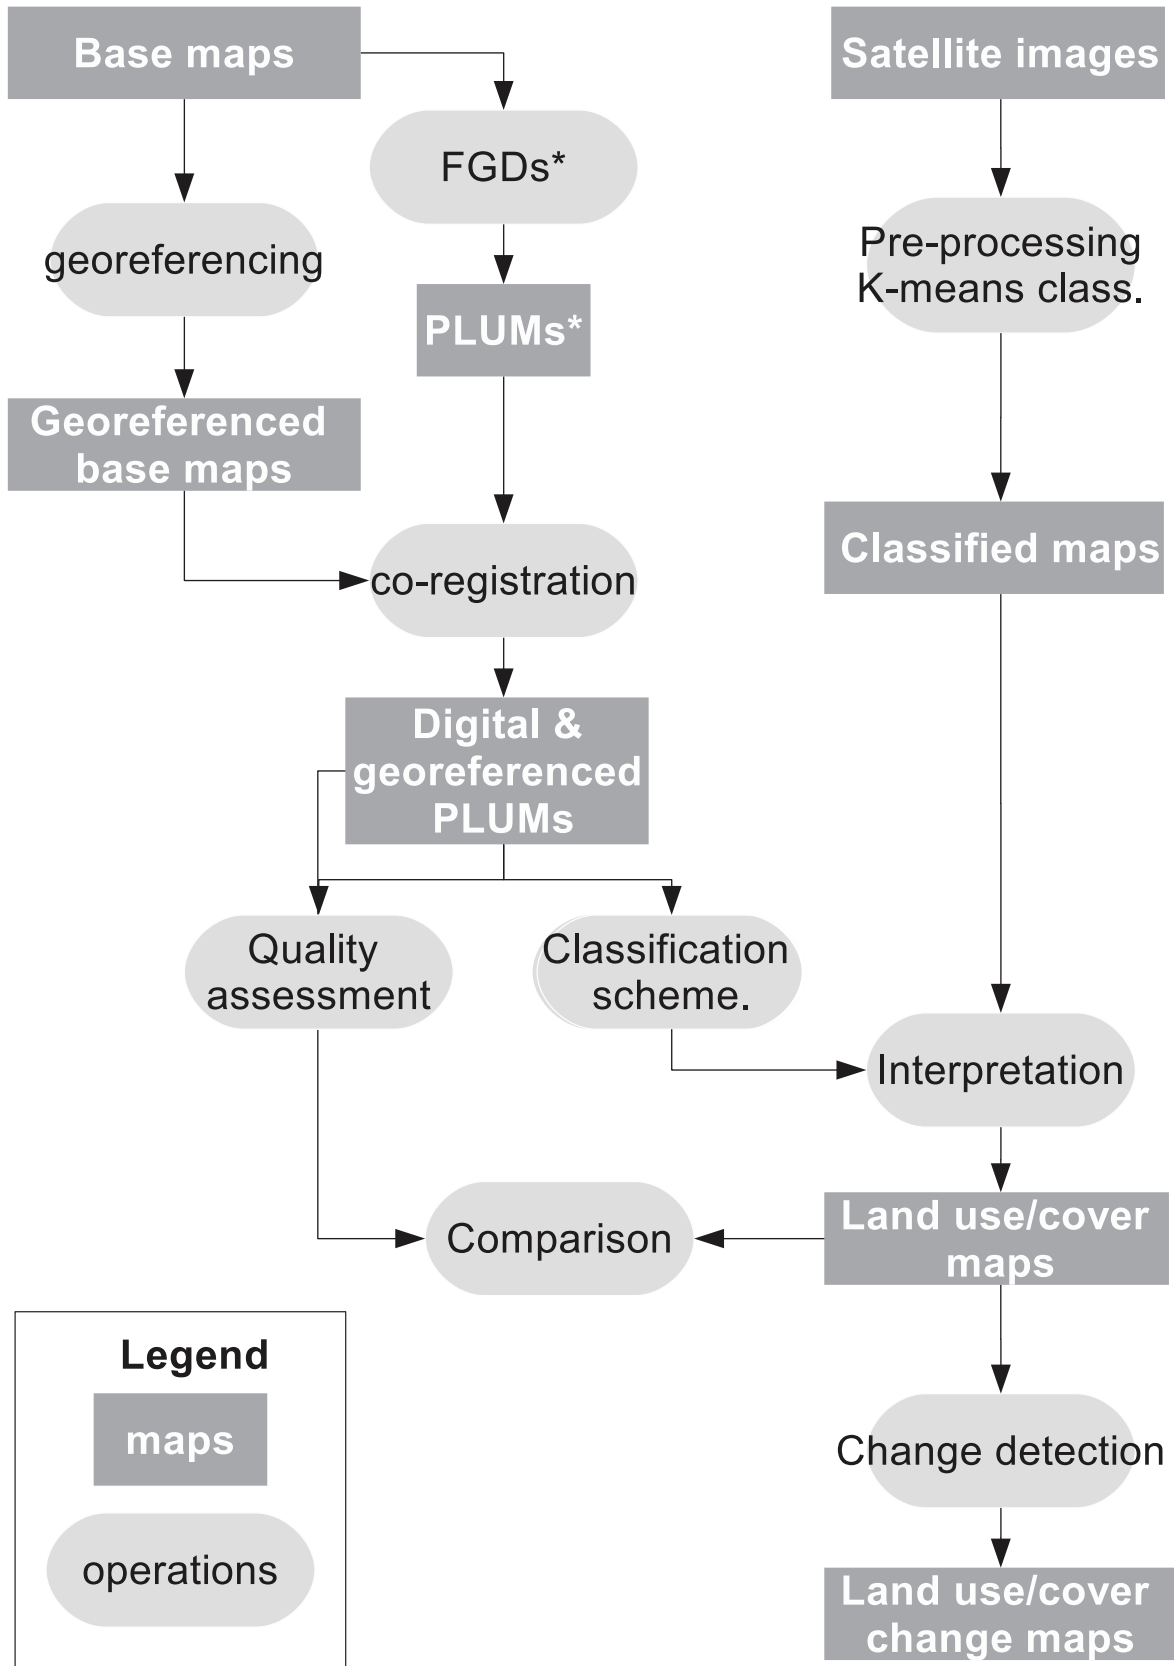 Base maps
Satellite images
FGDs*
georeferencing
Pre-processing
K-means class.
PLUMs*
Georeferenced
base maps
Classified maps
co-registration
Digital &
georeferenced
PLUMs
Quality
assessment
Classification
scheme.
Interpretation
Land use/cover
maps
Comparison
Legend
maps
operations
Change detection
Land use/cover
change maps